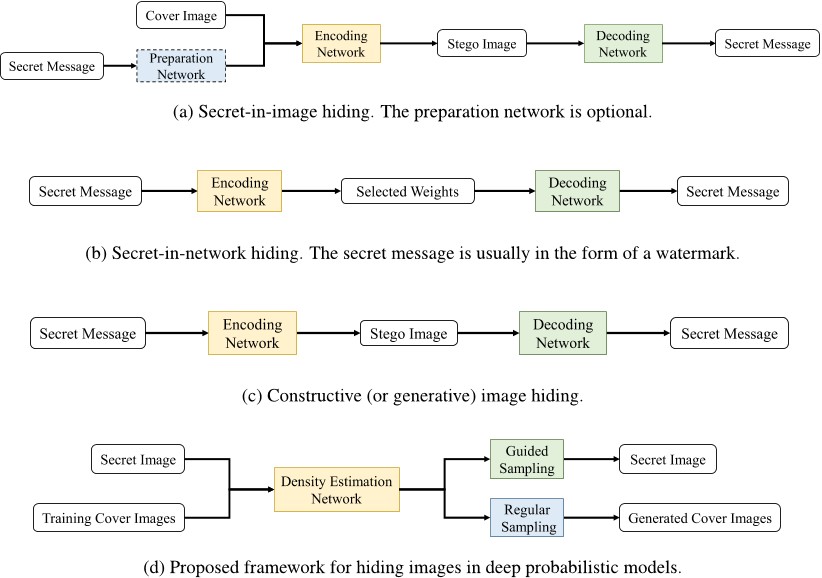 Cover Image
Secret Message
Preparation
Network
Encoding
Network
Stego Image
Decoding
Network
Secret Message
(a) Secret-in-image hiding. The preparation network is optional.
Secret Message
Encoding
Network
Selected Weights
Decoding
Network
Secret Message
(b) Secret-in-network hiding. The secret message is usually in the form of a watermark.
Secret Message
Encoding
Network
Stego Image
Decoding
Network
Secret Message
(c) Constructive (or generative) image hiding.
Secret Image
Training Cover Images
Density Estimation
Network
Guided
Sampling
Secret Image
Regular
Sampling
Generated Cover Images
(d) Proposed framework for hiding images in deep probabilistic models.